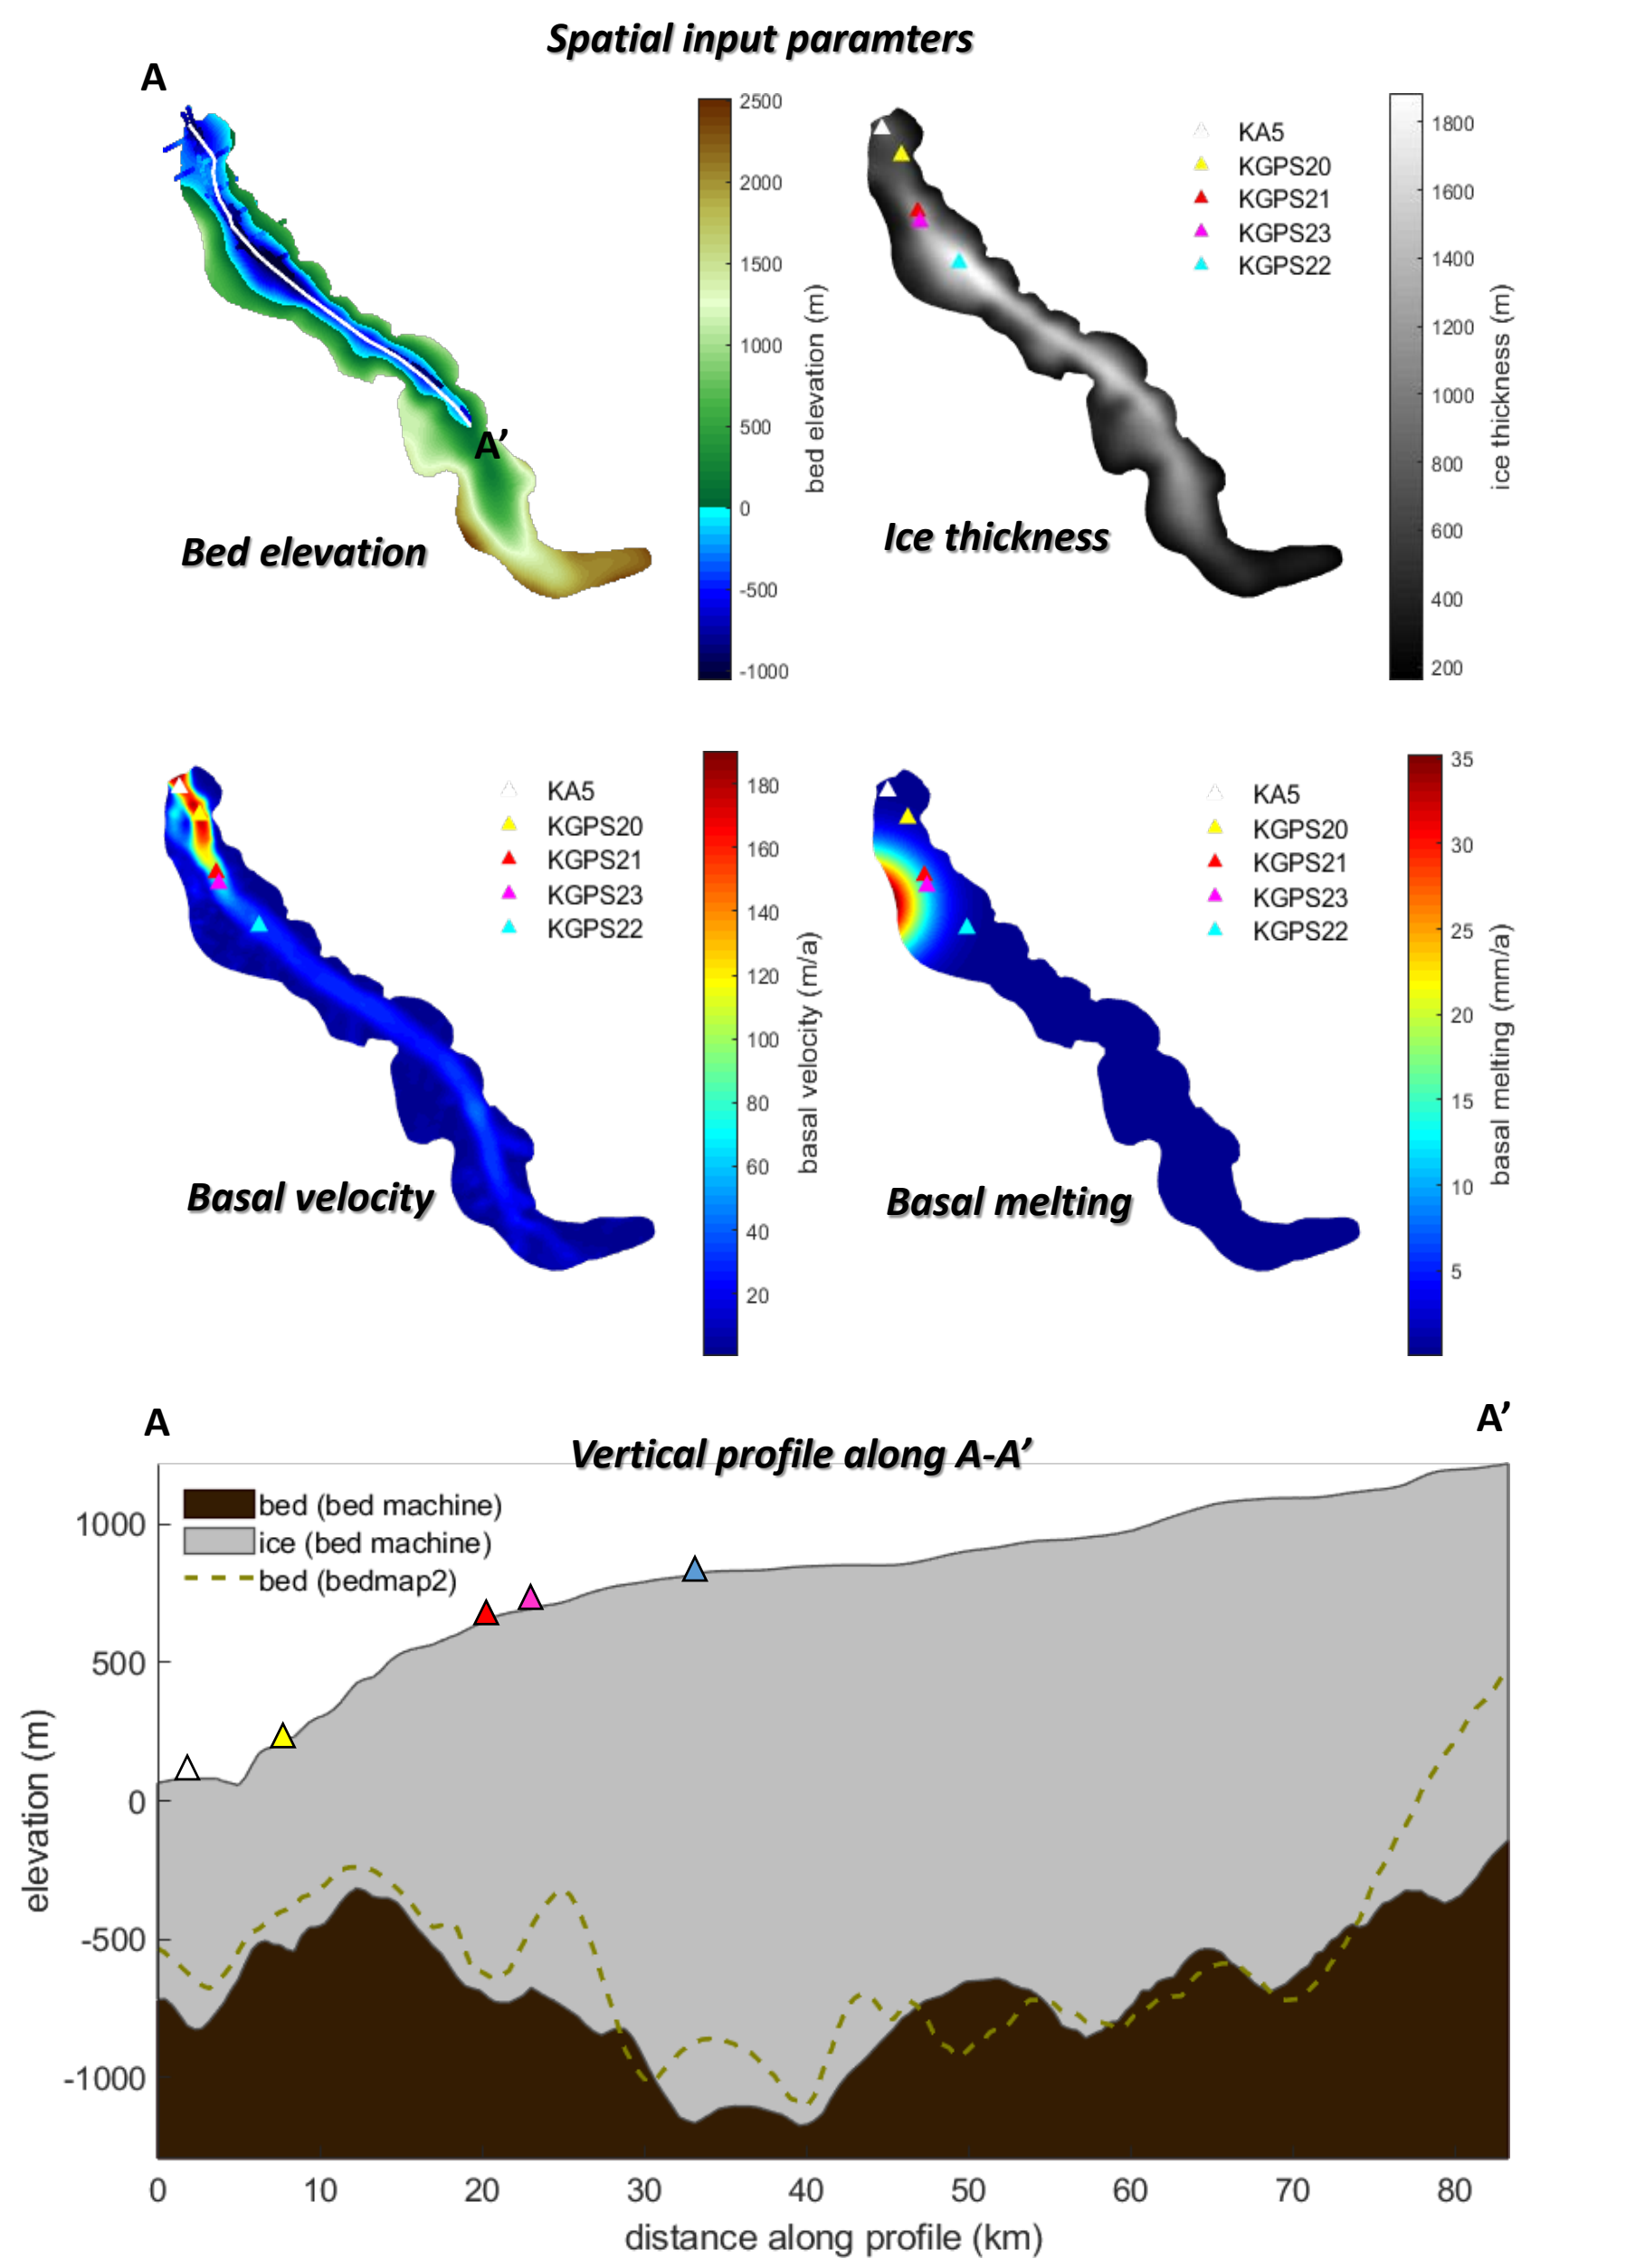 Spatial input paramters
A
2500
2000
1500
1000
500
0
-500
-1000
bed elevation (m)
A’
Bed elevation
KA5
KGPS20
KGPS21
KGPS23
KGPS22
1800
1600
1400
1200
1000
800
600
400
200
ice thickness (m)
Ice thickness
KA5
KGPS20
KGPS21
KGPS23
KGPS22
180
160
140
120
100
80
60
40
20
basal velocity (m/a)
Basal velocity
KA5
KGPS20
KGPS21
KGPS23
KGPS22
35
30
25
20
15
10
5
basal melting (mm/a)
Basal melting
A
A’
Vertical profile along A-A’
bed (bed machine)
ice (bed machine)
bed (bedmap2)
1000
500
0
-500
-1000
elevation (m)
0 10 20 30 40 50 60 70 80
distance along profile (km)